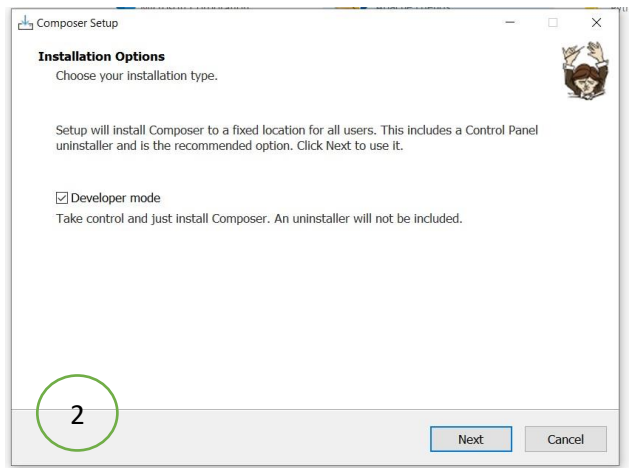 Composer Setup
Installation Options
Choose your installation type.
Setup will install Composer to a fixed location for all users. This includes a Control Panel
uninstaller and is the recommended option. Click Next to use it.
Developer mode
Take control and just install Composer. An uninstaller will not be included.
2
Next
Cancel